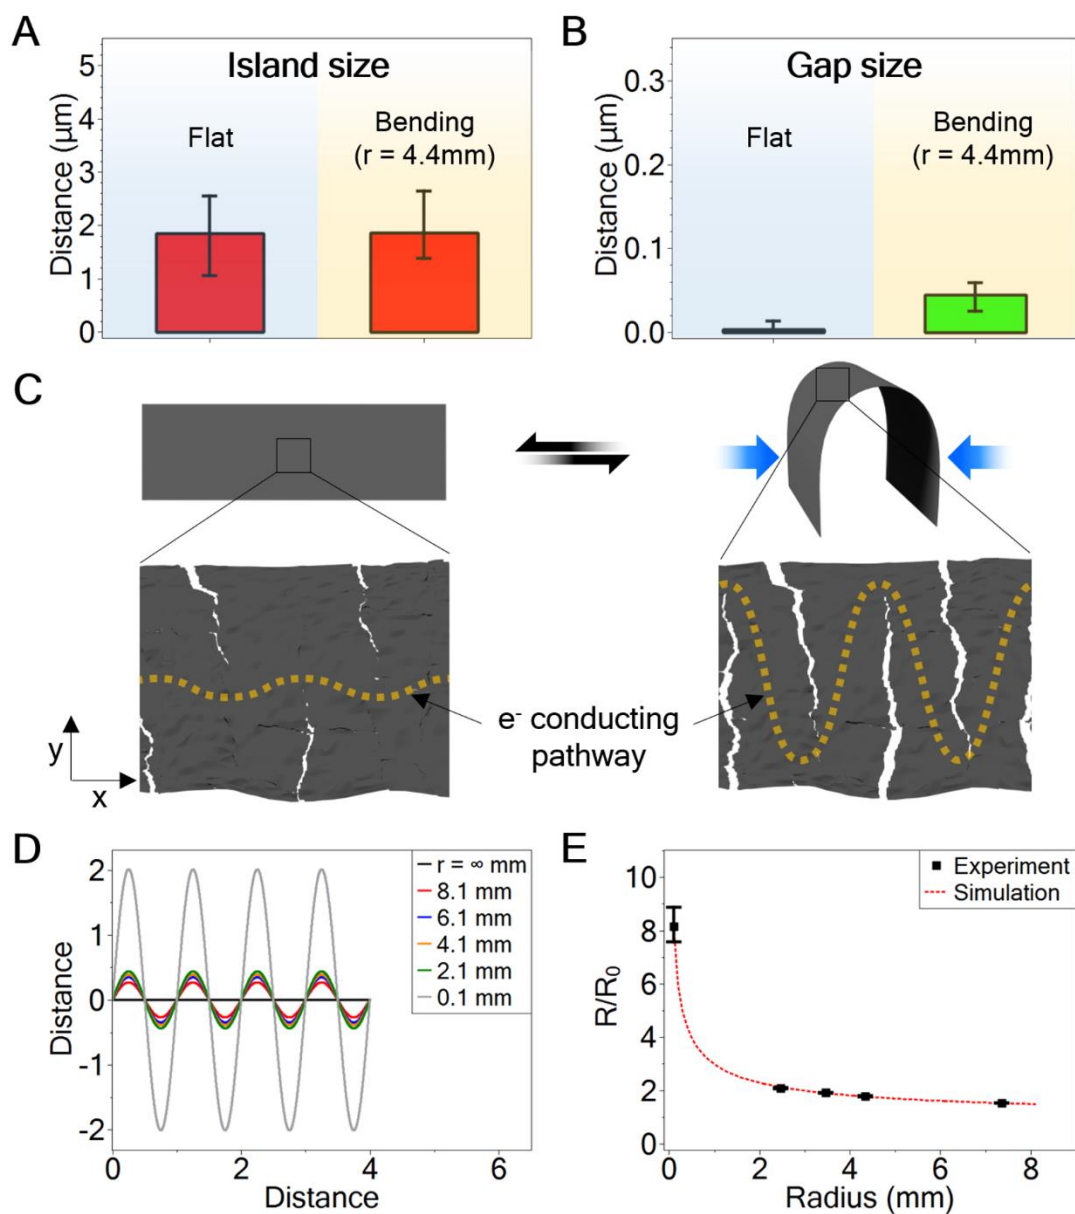 A
Island size
Flat
Bending
(r = 4.4mm)
Distance (µm)
5
4
3
2
1
0
B
Gap size
Flat
Bending
(r = 4.4mm)
Distance (µm)
0.3
0.2
0.1
0.0
C
e⁻ conducting
pathway
y
x
D
r = ∞ mm
8.1 mm
6.1 mm
4.1 mm
2.1 mm
0.1 mm
Distance
2
1
0
-1
-2
0 2 4 6
Distance
E
Experiment
Simulation
R/R₀
10
8
6
4
2
0
0 2 4 6 8
Radius (mm)